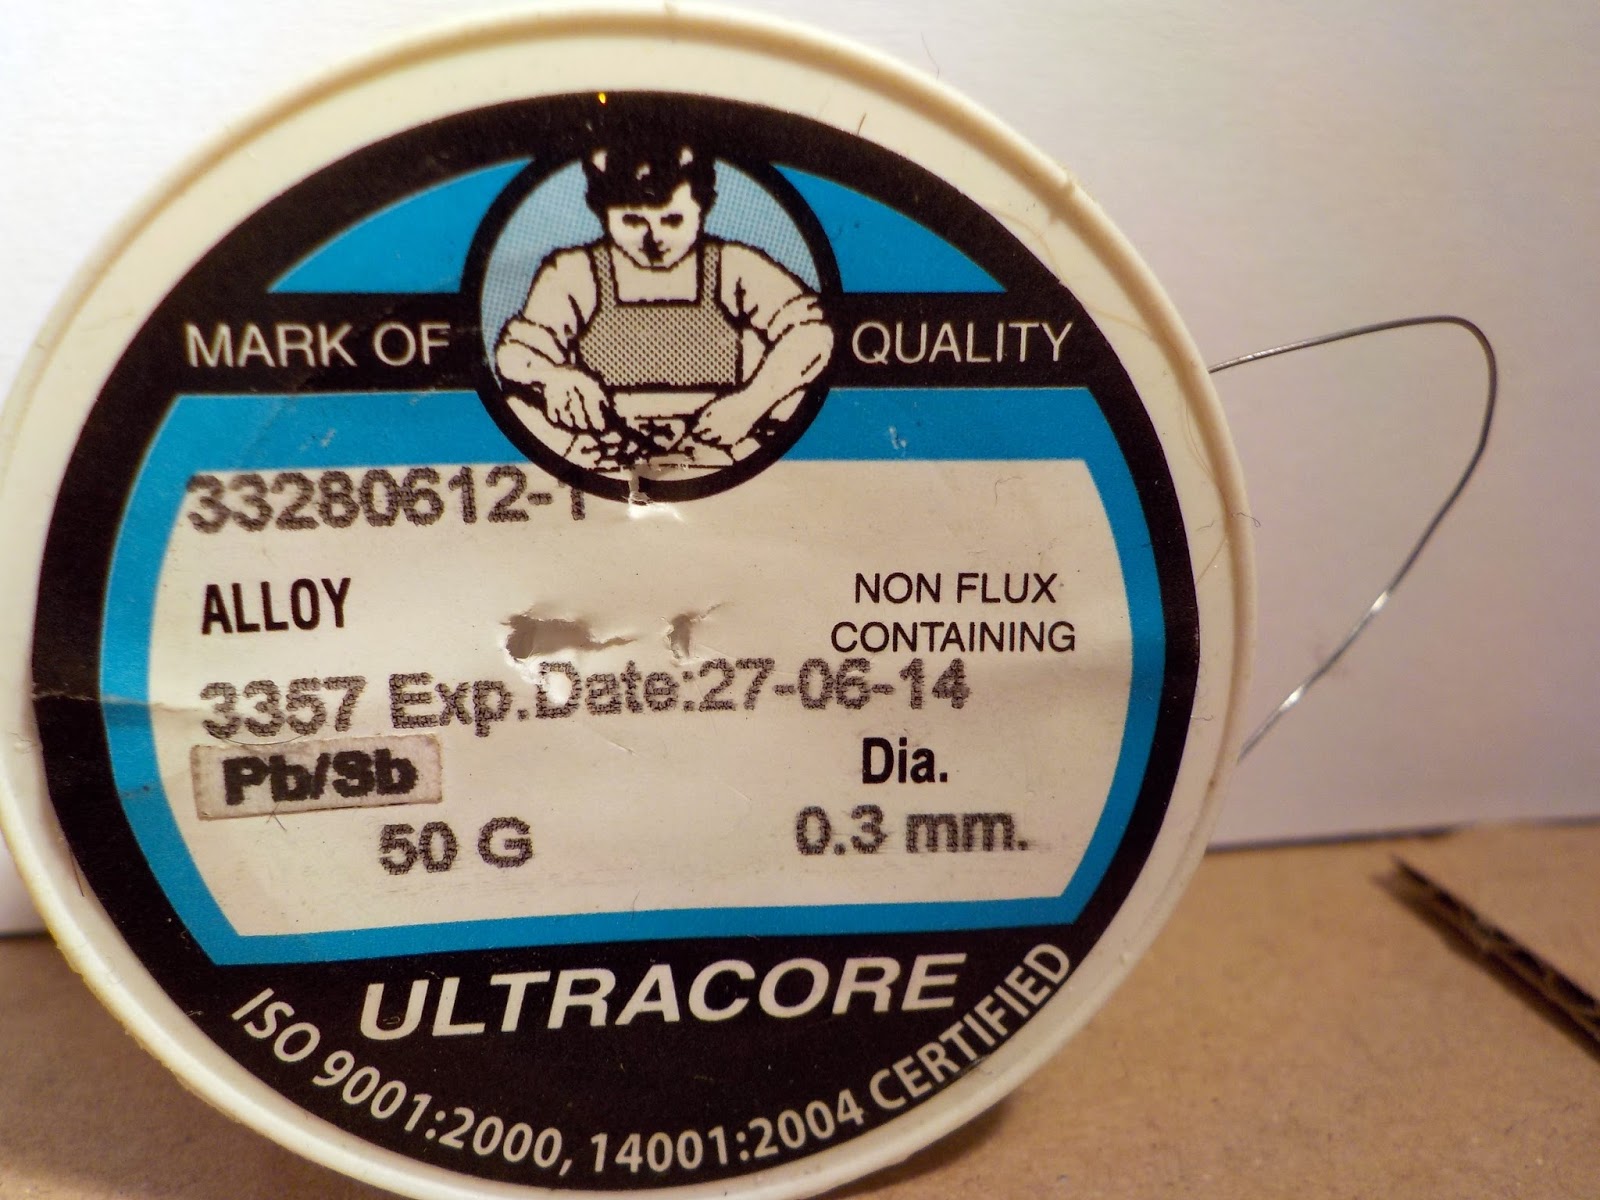 MARK OF QUALITY
33280612-1
ALLOY
NON FLUX
CONTAINING
3357 Exp.Date:27-06-14
Pb/Sb
Dia.
50 G
0.3 mm.
ULTRACORE
ISO 9001:2000, 14001:2004 CERTIFIED